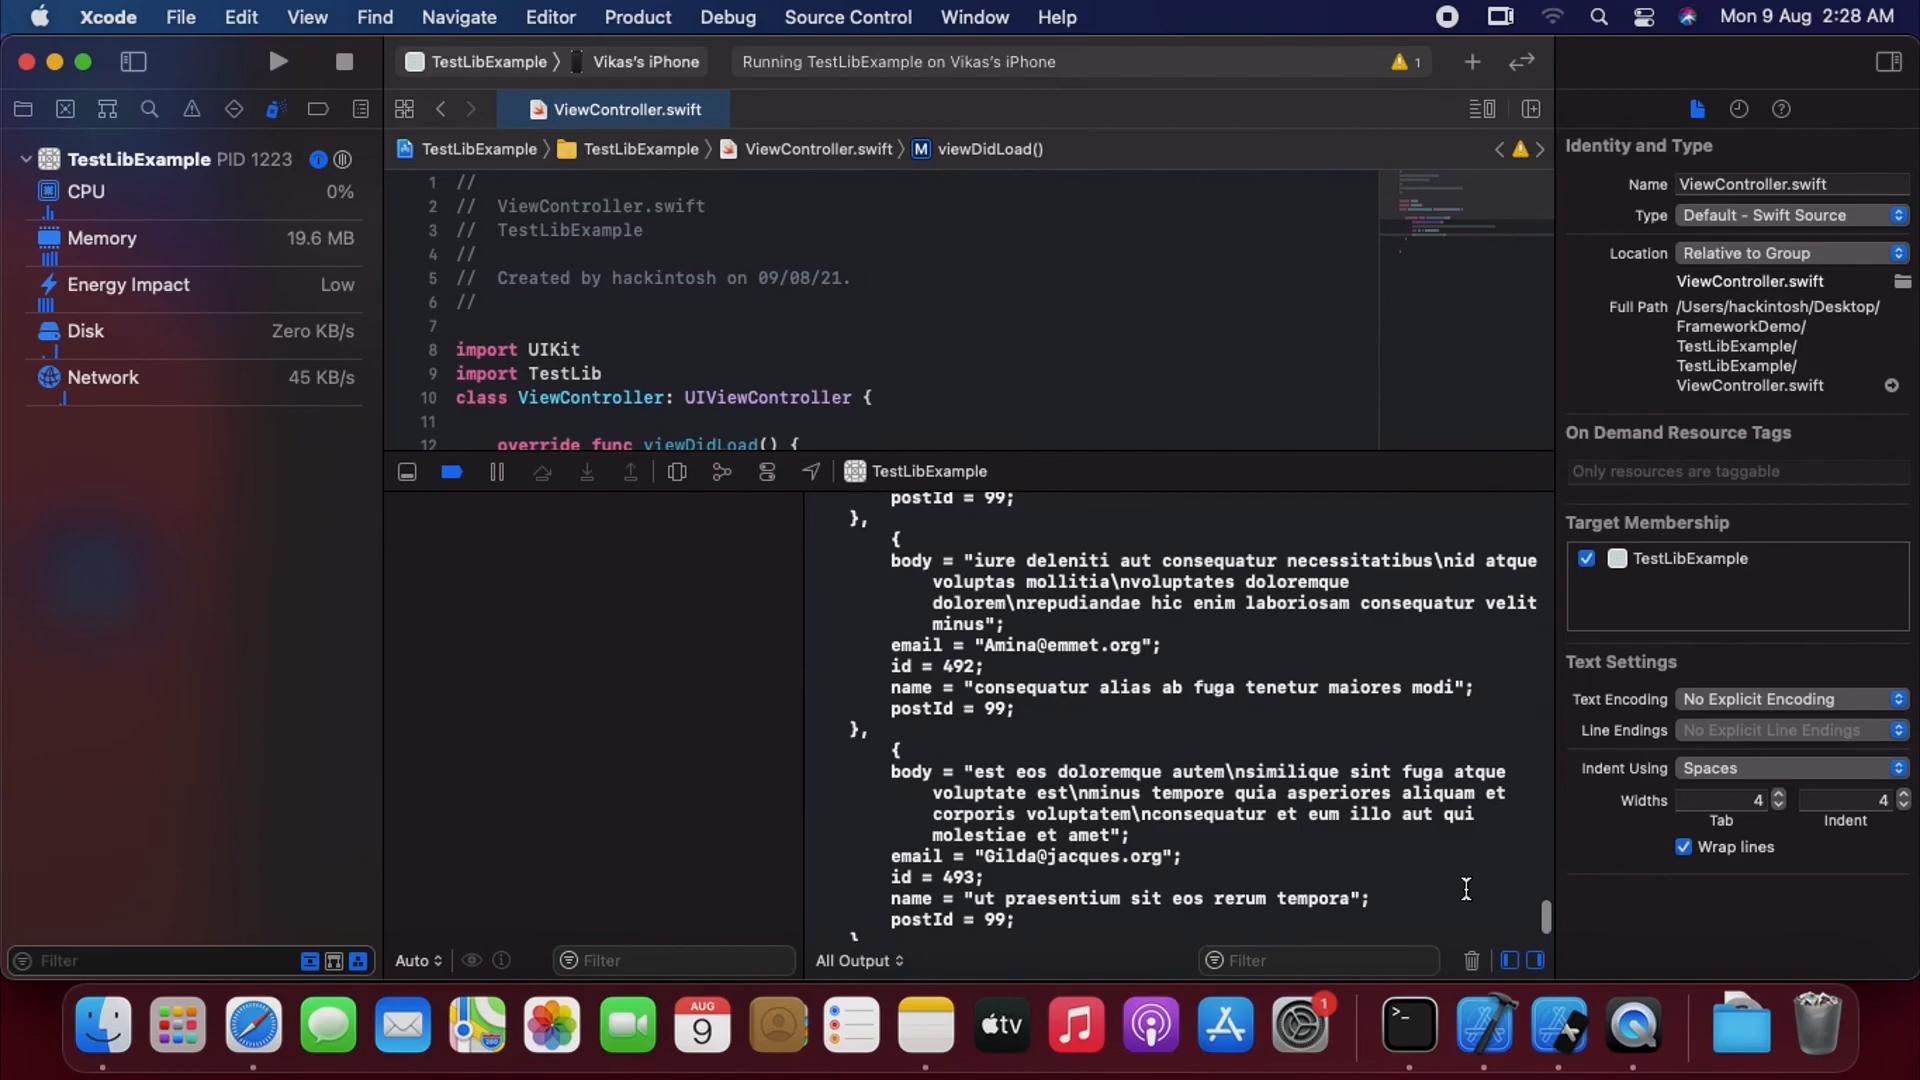 Xcode File Edit View Find Navigate Editor Product Debug Source Control Window Help Mon 9 Aug 2:28 AM
TestLibExample Vikas's iPhone Running TestLibExample on Vikas's iPhone 1
ViewController.swift
TestLibExample TestLibExample ViewController.swift M viewDidLoad()
TestLibExample PID 1223
CPU 0%
Memory 19.6 MB
Energy Impact Low
Disk Zero KB/s
Network 45 KB/s
Filter
1 //
2 // ViewController.swift
3 // TestLibExample
4 //
5 // Created by hackintosh on 09/08/21.
6 //
7
8 import UIKit
9 import TestLib
10 class ViewController: UIViewController {
11
12 override func viewDidLoad() {
TestLibExample
postId = 99;
},
{
body = "iure deleniti aut consequatur necessitatibus\nid atque
voluptas mollitia\nvoluptates doloremque
dolorem\nrepudiandae hic enim laboriosam consequatur velit
minus";
email = "Amina@emmet.org";
id = 492;
name = "consequatur alias ab fuga tenetur maiores modi";
postId = 99;
},
{
body = "est eos doloremque autem\nsimilique sint fuga atque
voluptate est\nminus tempore quia asperiores aliquam et
corporis voluptatem\nconsequatur et eum illo aut qui
molestiae et amet";
email = "Gilda@jacques.org";
id = 493;
name = "ut praesentium sit eos rerum tempora";
postId = 99;
}
Auto Filter All Output Filter
Identity and Type
Name ViewController.swift
Type Default - Swift Source
Location Relative to Group
ViewController.swift
Full Path /Users/hackintosh/Desktop/
FrameworkDemo/
TestLibExample/
TestLibExample/
ViewController.swift
On Demand Resource Tags
Only resources are taggable
Target Membership
TestLibExample
Text Settings
Text Encoding No Explicit Encoding
Line Endings No Explicit Line Endings
Indent Using Spaces
Widths 4 4
Tab Indent
Wrap lines
AUG
9
tv
1
>_